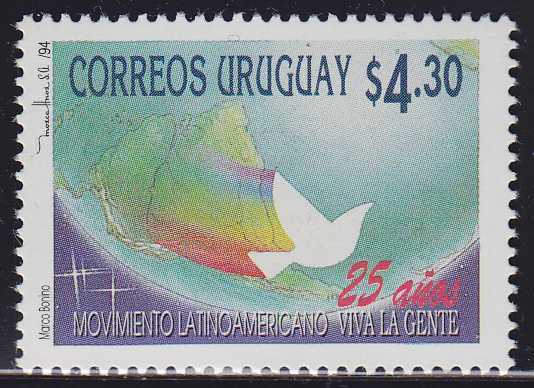 CORREOS URUGUAY $4.30
25 años
MOVIMIENTO LATINOAMERICANO VIVA LA GENTE
Marco Bonino
S.A. /94